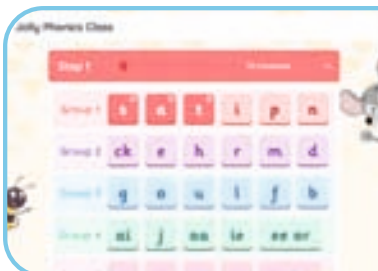 Jolly Phonics Class
Step 1
Group 1 s a t i p n
Group 2 ck e h r m d
Group 3 g o u l f b
Group 4 ai j oa ie ee or